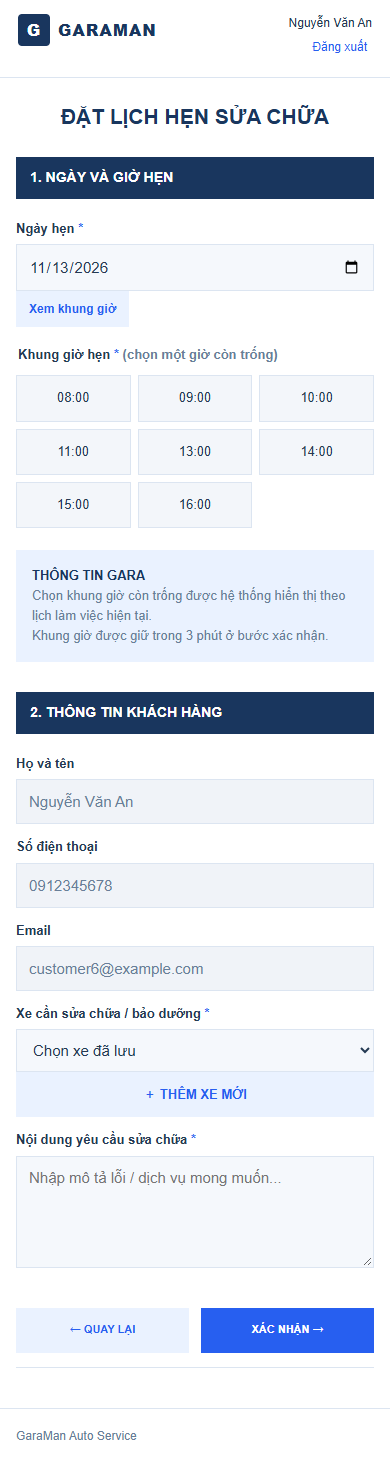 G GARAMAN
Nguyễn Văn An
Đăng xuất
ĐẶT LỊCH HẸN SỬA CHỮA
1. NGÀY VÀ GIỜ HẸN
Ngày hẹn *
11/13/2026
Xem khung giờ
Khung giờ hẹn * (chọn một giờ còn trống)
08:00 09:00 10:00
11:00 13:00 14:00
15:00 16:00
THÔNG TIN GARA
Chọn khung giờ còn trống được hệ thống hiển thị theo
lịch làm việc hiện tại.
Khung giờ được giữ trong 3 phút ở bước xác nhận.
2. THÔNG TIN KHÁCH HÀNG
Họ và tên
Nguyễn Văn An
Số điện thoại
0912345678
Email
customer6@example.com
Xe cần sửa chữa / bảo dưỡng *
Chọn xe đã lưu
+ THÊM XE MỚI
Nội dung yêu cầu sửa chữa *
Nhập mô tả lỗi / dịch vụ mong muốn...
← QUAY LẠI XÁC NHẬN →
GaraMan Auto Service